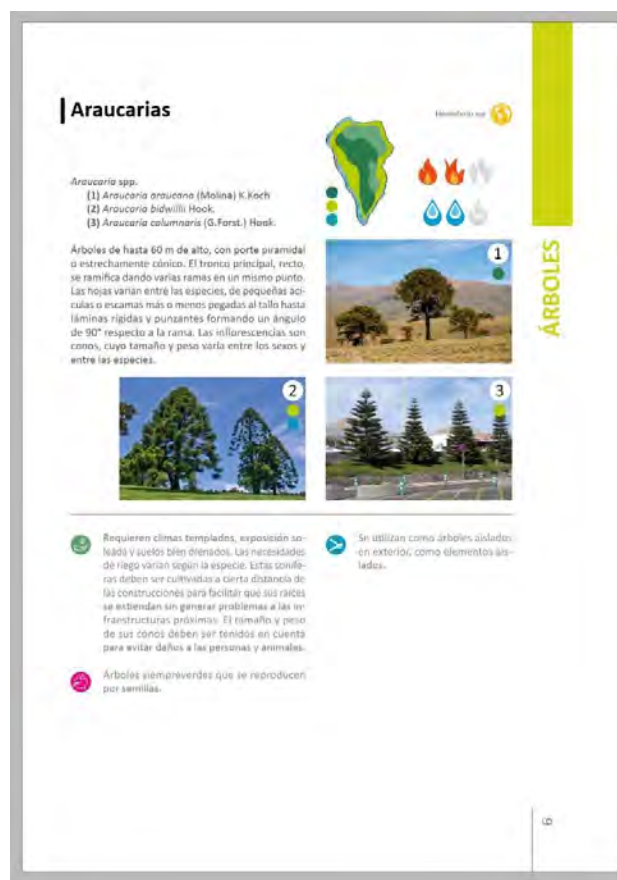 Araucarias
Hemisferio sur
Araucaria spp.
(1) Araucaria araucana (Molina) K.Koch
(2) Araucaria bidwillii Hook.
(3) Araucaria columnaris (G.Forst.) Hook.
Árboles de hasta 60 m de alto, con porte piramidal
o estrechamente cónico. El tronco principal, recto,
se ramifica dando varias ramas en un mismo punto.
Las hojas varían entre las especies, de pequeñas ací-
culas o escamas más o menos pegadas al tallo hasta
láminas rígidas y punzantes formando un ángulo
de 90° respecto a la rama. Las inflorescencias son
conos, cuyo tamaño y peso varía entre los sexos y
entre las especies.
1
2
3
ÁRBOLES
Requieren climas templados, exposición so-
leada y suelos bien drenados. Las necesidades
de riego varían según la especie. Estas conífe-
ras deben ser cultivadas a cierta distancia de
las construcciones para facilitar que sus raíces
se extiendan sin generar problemas a las in-
fraestructuras próximas. El tamaño y peso
de sus conos deben ser tenidos en cuenta
para evitar daños a las personas y animales.
Árboles siempreverdes que se reproducen
por semillas.
Se utilizan como árboles aislados
en exterior, como elementos ais-
lados.